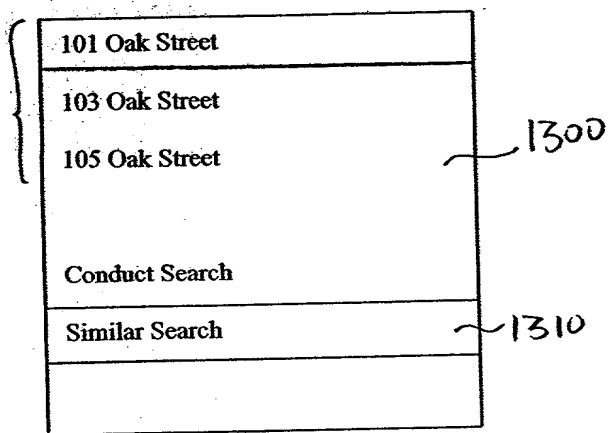 101 Oak Street
103 Oak Street
105 Oak Street
1300
Conduct Search
Similar Search
1310